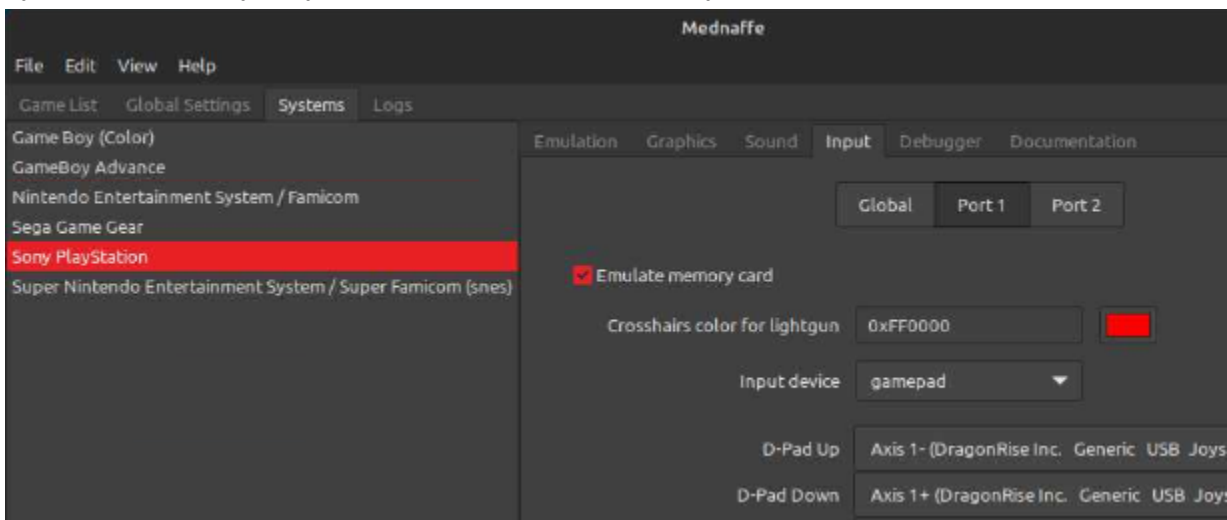 Mednaffe
File Edit View Help
Game List Global Settings Systems Logs
Game Boy (Color)
GameBoy Advance
Nintendo Entertainment System / Famicom
Sega Game Gear
Sony PlayStation
Super Nintendo Entertainment System / Super Famicom (snes)
Emulation Graphics Sound Input Debugger Documentation
Global Port 1 Port 2
Emulate memory card
Crosshairs color for lightgun 0xFF0000
Input device gamepad
D-Pad Up Axis 1- (DragonRise Inc. Generic USB Joys
D-Pad Down Axis 1+ (DragonRise Inc. Generic USB Joys